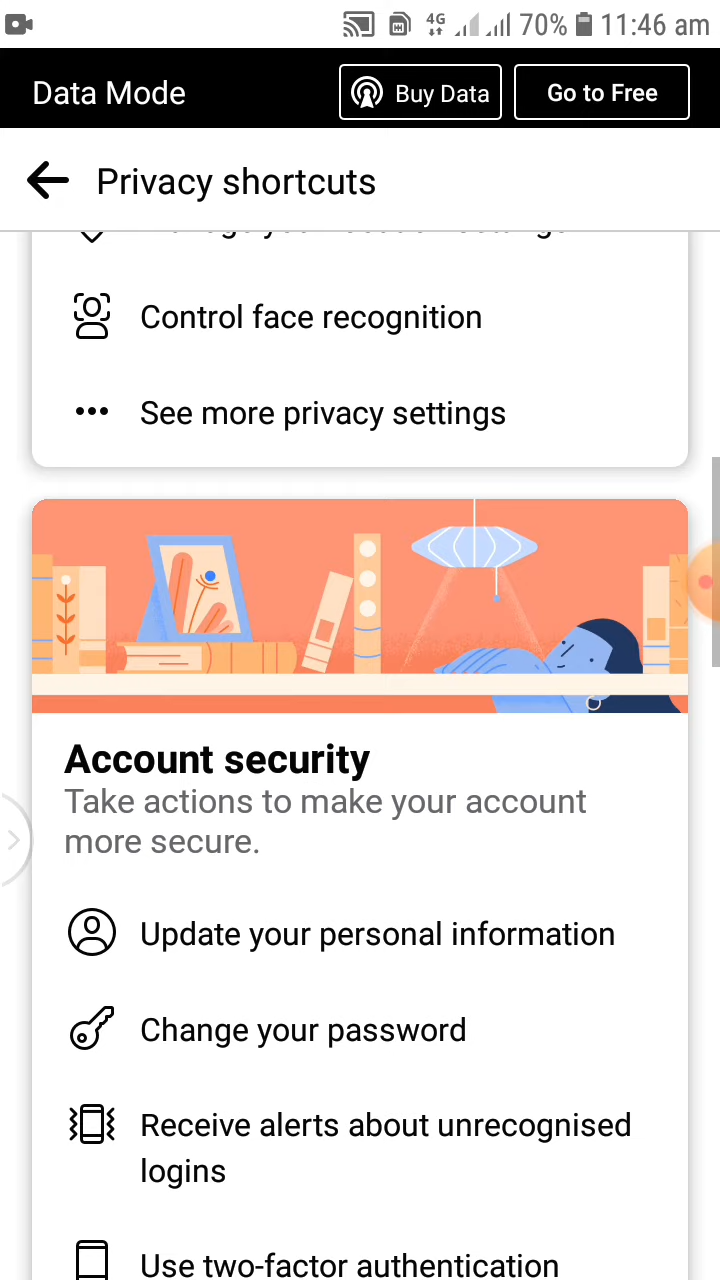 4G 70% 11:46 am
Data Mode Buy Data Go to Free
Privacy shortcuts
Control face recognition
See more privacy settings
Account security
Take actions to make your account
more secure.
Update your personal information
Change your password
Receive alerts about unrecognised
logins
Use two-factor authentication